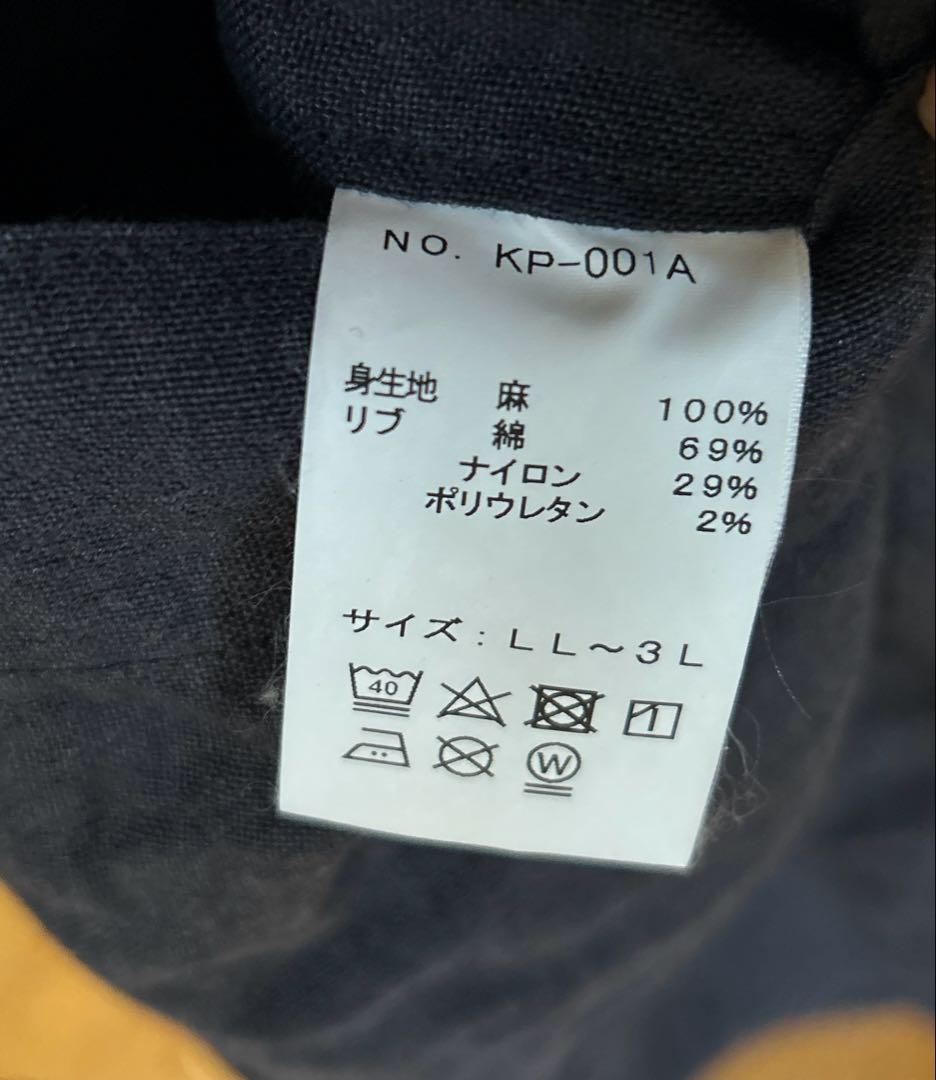 NO. KP-001A
身生地 麻 100%
リブ 綿 69%
ナイロン 29%
ポリウレタン 2%
サイズ：LL～3L
40
W